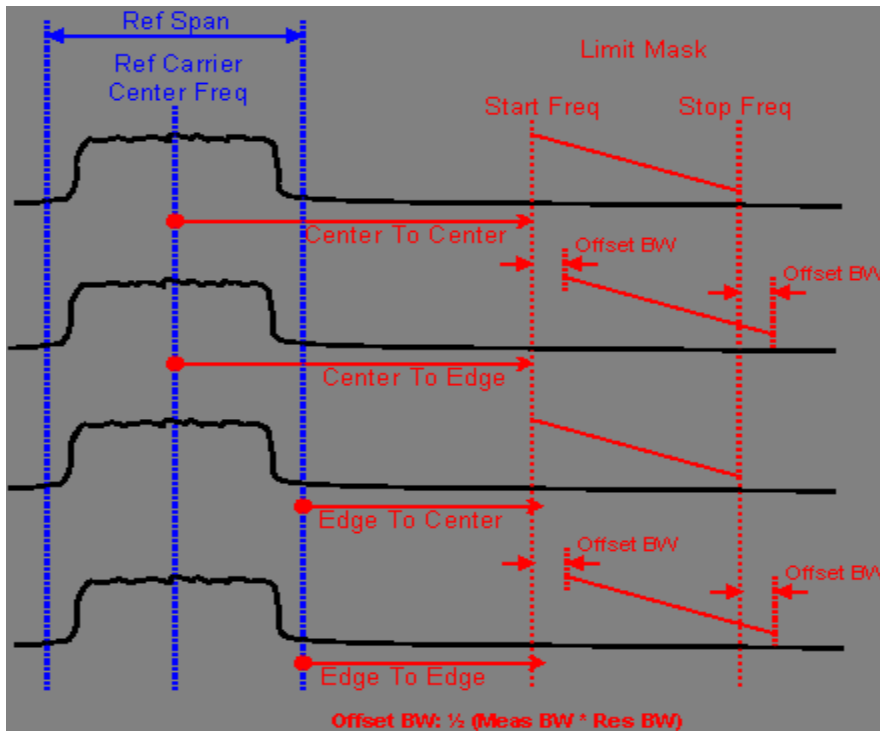 Ref Span
Ref Carrier
Center Freq
Limit Mask
Start Freq
Stop Freq
Center To Center
Offset BW
Offset BW
Center To Edge
Edge To Center
Offset BW
Offset BW
Edge To Edge
Offset BW: ½ (Meas BW * Res BW)